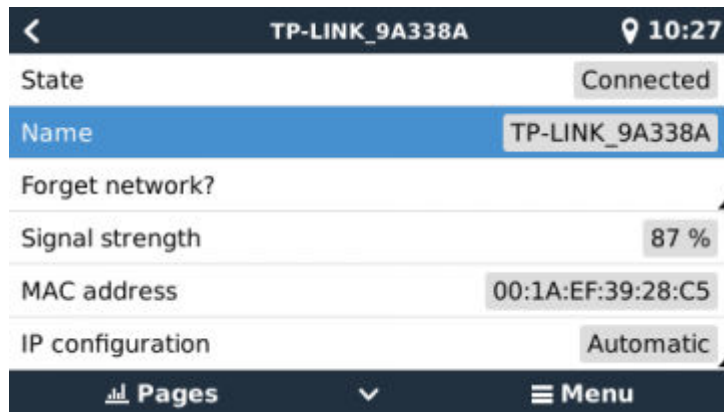 TP-LINK_9A338A 10:27
State Connected
Name TP-LINK_9A338A
Forget network?
Signal strength 87 %
MAC address 00:1A:EF:39:28:C5
IP configuration Automatic
Pages Menu